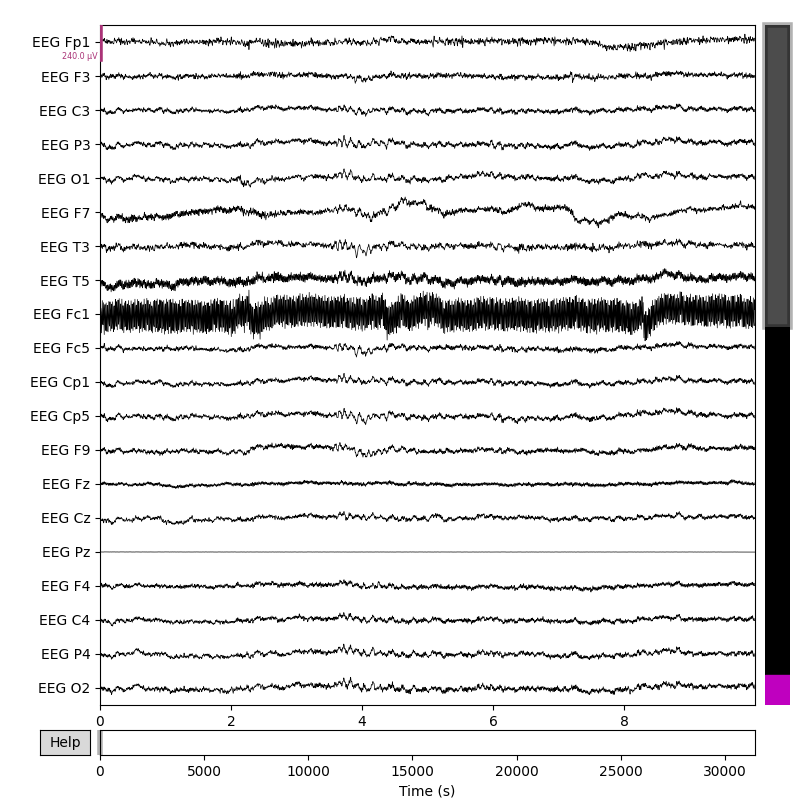 EEG Fp1
240.0 µV
EEG F3
EEG C3
EEG P3
EEG O1
EEG F7
EEG T3
EEG T5
EEG Fc1
EEG Fc5
EEG Cp1
EEG Cp5
EEG F9
EEG Fz
EEG Cz
EEG Pz
EEG F4
EEG C4
EEG P4
EEG O2
0 2 4 6 8
Help
0 5000 10000 15000 20000 25000 30000
Time (s)